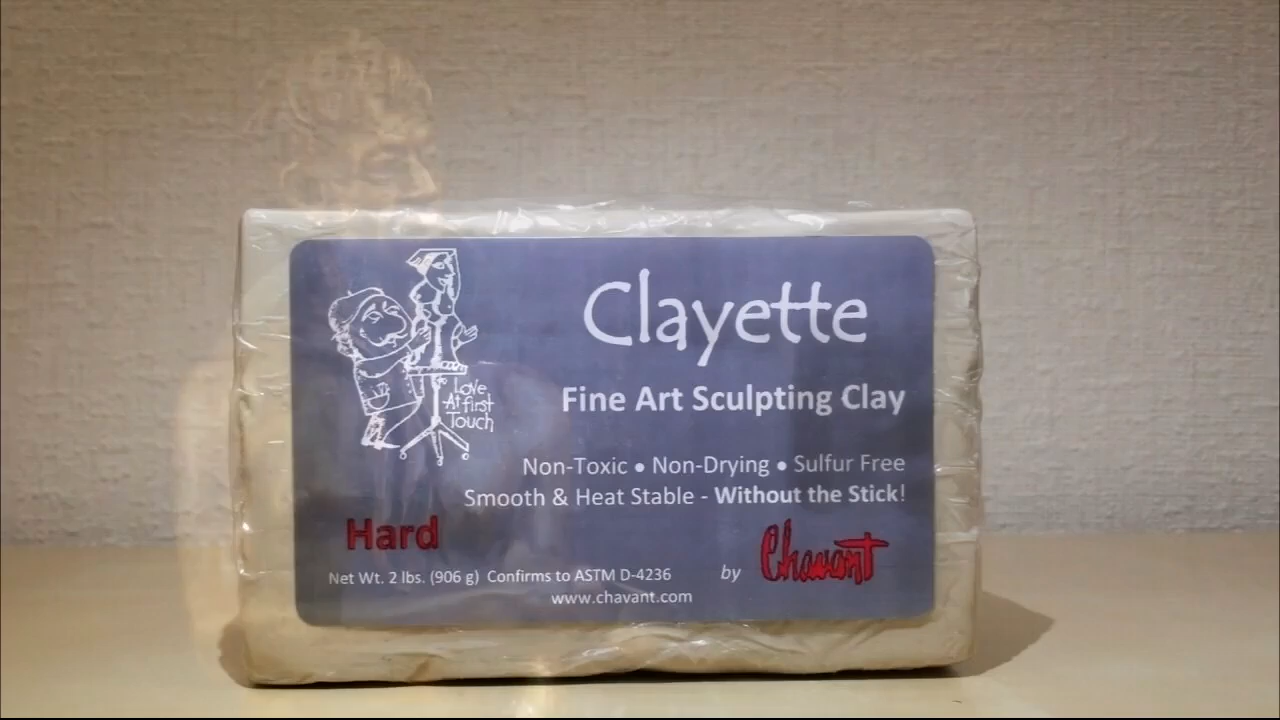 Clayette
Fine Art Sculpting Clay
Love
At first
Touch
Non-Toxic • Non-Drying • Sulfur Free
Smooth & Heat Stable - Without the Stick!
Hard
Net Wt. 2 lbs. (906 g) Confirms to ASTM D-4236
by Chavant
www.chavant.com